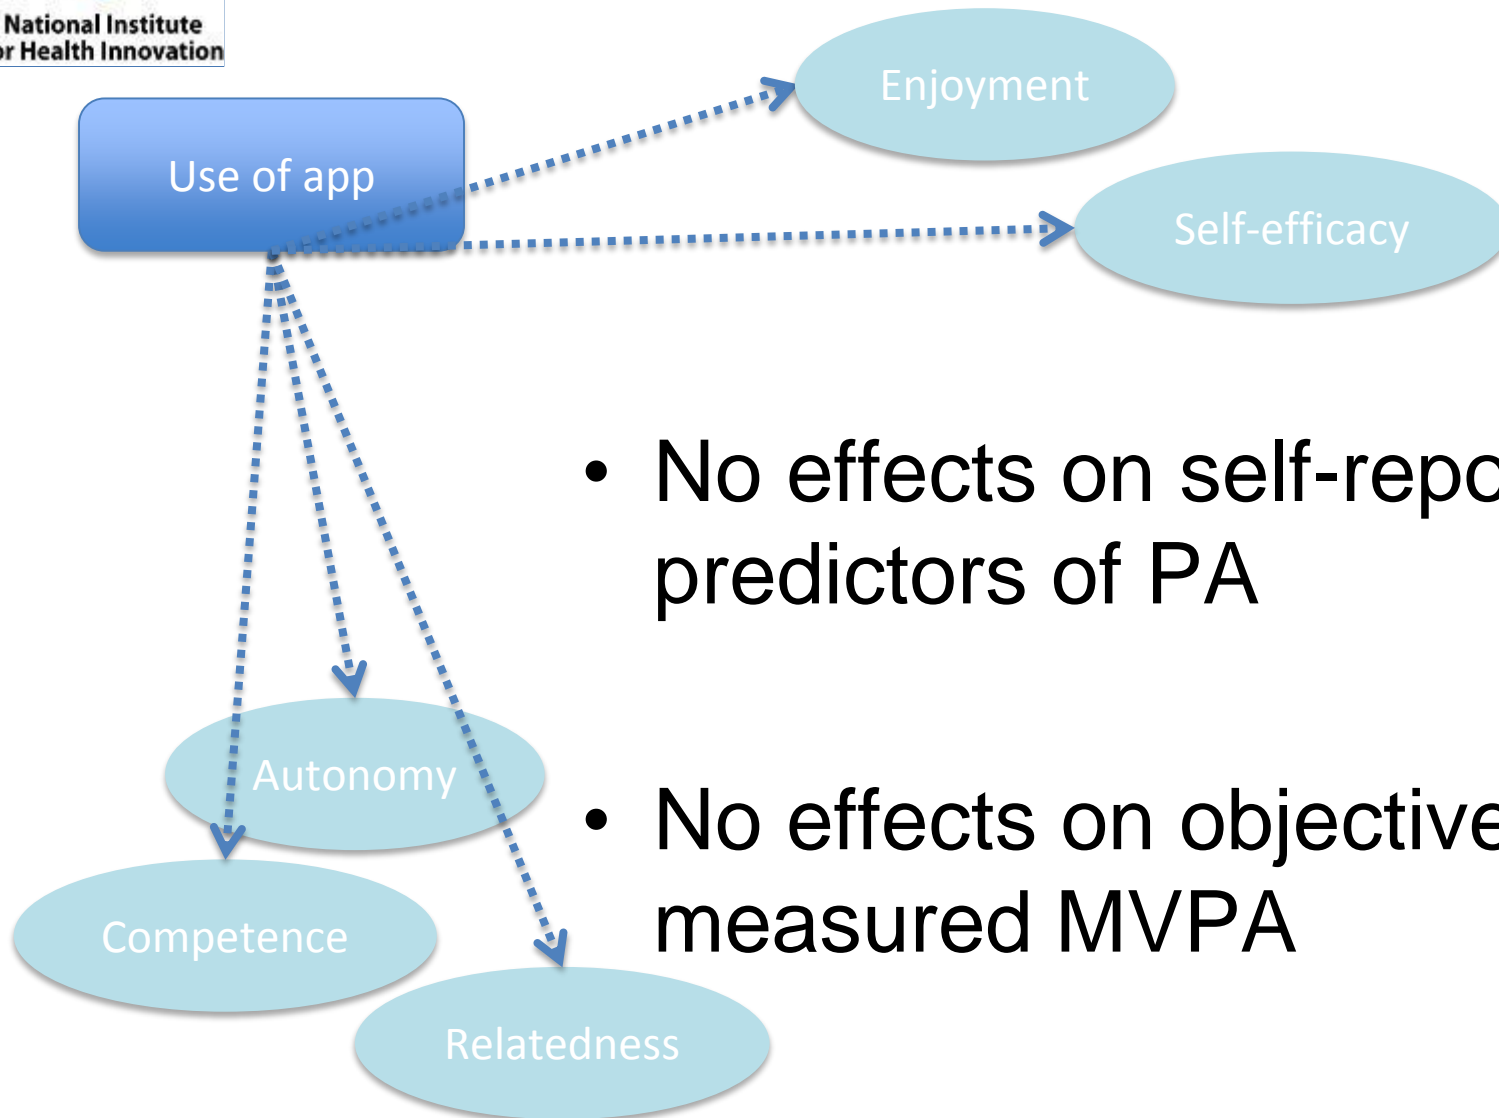 National Institute
or Health Innovation
Enjoyment
Use of app
Self-efficacy
• No effects on self-repo
predictors of PA
Autonomy
• No effects on objective
measured MVPA
Competence
Relatedness